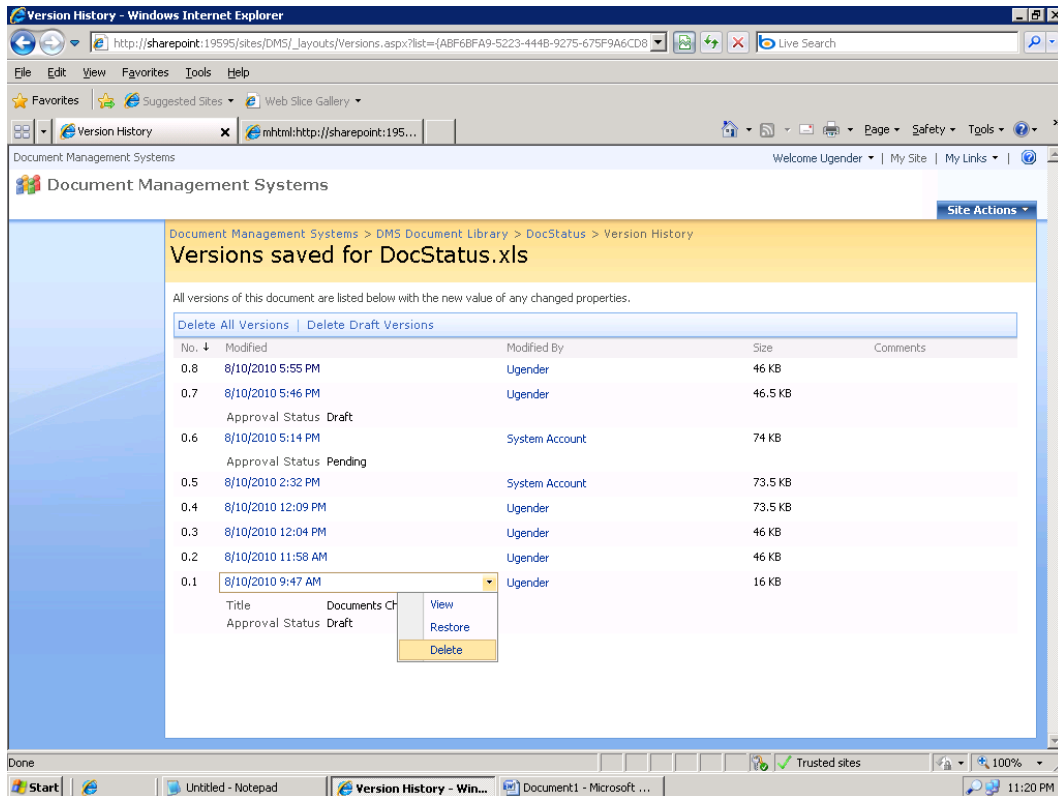 Version History - Windows Internet Explorer
http://sharepoint:19595/sites/DMS/_layouts/Versions.aspx?list={ABF6BFA9-5223-444B-9275-675F9A6CD8 Live Search
File Edit View Favorites Tools Help
Favorites Suggested Sites Web Slice Gallery
Version History mhtml:http://sharepoint:195... Page Safety Tools
Document Management Systems Welcome Ugender | My Site | My Links |
Document Management Systems
Site Actions
Document Management Systems > DMS Document Library > DocStatus > Version History
Versions saved for DocStatus.xls
All versions of this document are listed below with the new value of any changed properties.
Delete All Versions | Delete Draft Versions
No. Modified Modified By Size Comments
0.8 8/10/2010 5:55 PM Ugender 46 KB
0.7 8/10/2010 5:46 PM Ugender 46.5 KB
Approval Status Draft
0.6 8/10/2010 5:14 PM System Account 74 KB
Approval Status Pending
0.5 8/10/2010 2:32 PM System Account 73.5 KB
0.4 8/10/2010 12:09 PM Ugender 73.5 KB
0.3 8/10/2010 12:04 PM Ugender 46 KB
0.2 8/10/2010 11:58 AM Ugender 46 KB
0.1 8/10/2010 9:47 AM Ugender 16 KB
Title Documents Ch View
Approval Status Draft Restore
Delete
Done Trusted sites 100%
Start Untitled - Notepad Version History - Win... Document1 - Microsoft ... 11:20 PM